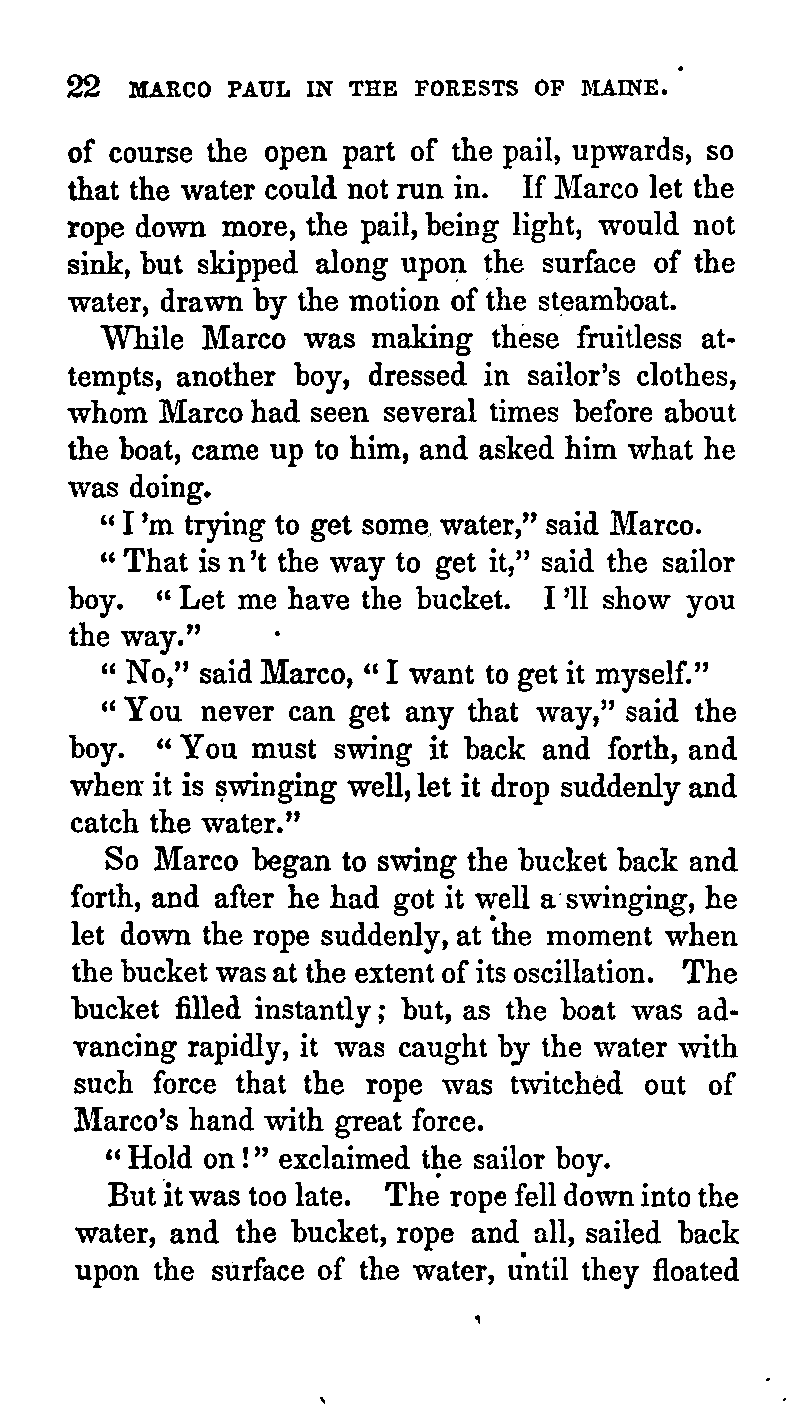 22 MARCO PAUL IN THE FORESTS OF MAINE.
of course the open part of the pail, upwards, so
that the water could not run in. If Marco let the
rope down more, the pail, being light, would not
sink, but skipped along upon the surface of the
water, drawn by the motion of the steamboat.
While Marco was making these fruitless at-
tempts, another boy, dressed in sailor's clothes,
whom Marco had seen several times before about
the boat, came up to him, and asked him what he
was doing.
“I 'm trying to get some water,” said Marco.
“That is n't the way to get it,” said the sailor
boy. “Let me have the bucket. I 'll show you
the way.”
“No,” said Marco, “I want to get it myself.”
“You never can get any that way,” said the
boy. “You must swing it back and forth, and
when it is swinging well, let it drop suddenly and
catch the water.”
So Marco began to swing the bucket back and
forth, and after he had got it well a swinging, he
let down the rope suddenly, at the moment when
the bucket was at the extent of its oscillation. The
bucket filled instantly; but, as the boat was ad-
vancing rapidly, it was caught by the water with
such force that the rope was twitched out of
Marco's hand with great force.
“Hold on!” exclaimed the sailor boy.
But it was too late. The rope fell down into the
water, and the bucket, rope and all, sailed back
upon the surface of the water, until they floated